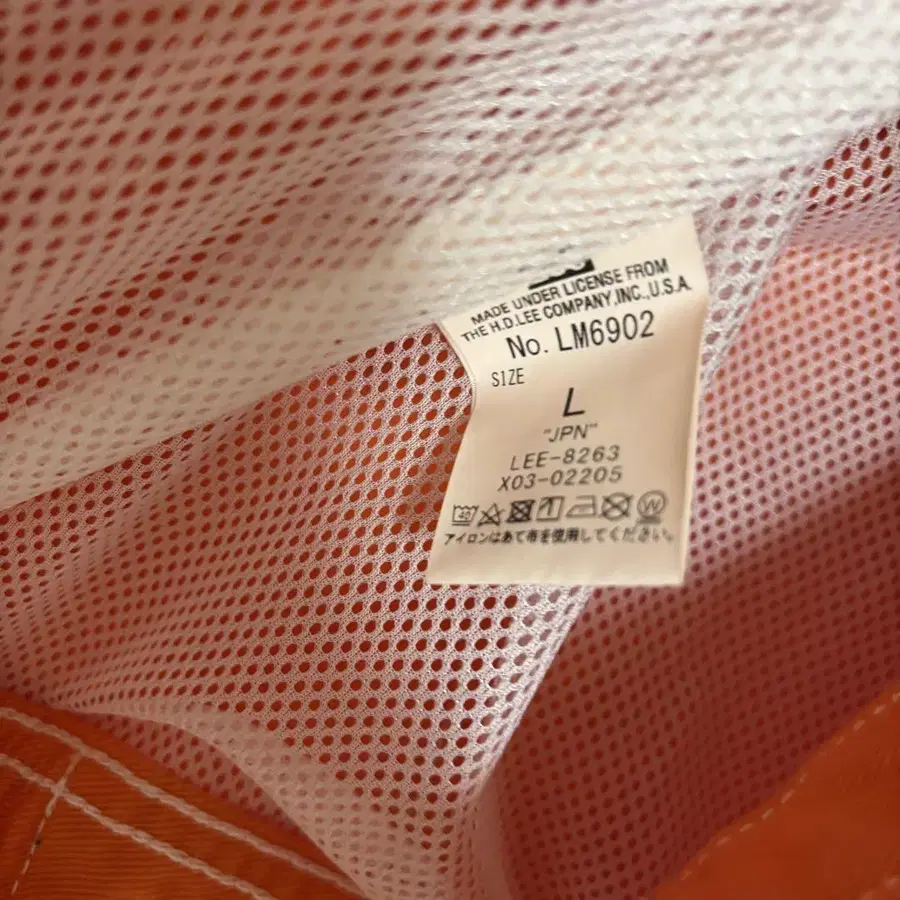 MADE UNDER LICENSE FROM
THE H.D.LEE COMPANY,INC.,U.S.A.
No. LM6902
SIZE
L
"JPN"
LEE-8263
X03-02205
40 W
アイロンはあて布を使用してください。